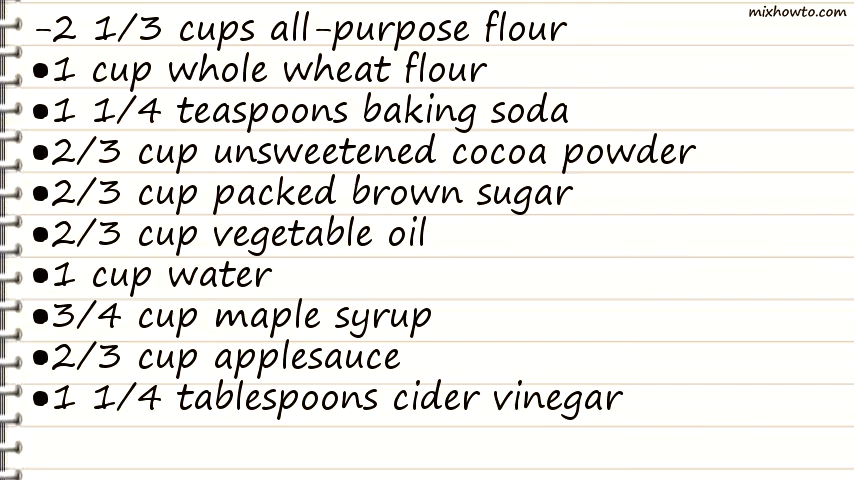 mixhowto.com
-2 1/3 cups all-purpose flour
●1 cup whole wheat flour
●1 1/4 teaspoons baking soda
●2/3 cup unsweetened cocoa powder
●2/3 cup packed brown sugar
●2/3 cup vegetable oil
●1 cup water
●3/4 cup maple syrup
●2/3 cup applesauce
●1 1/4 tablespoons cider vinegar